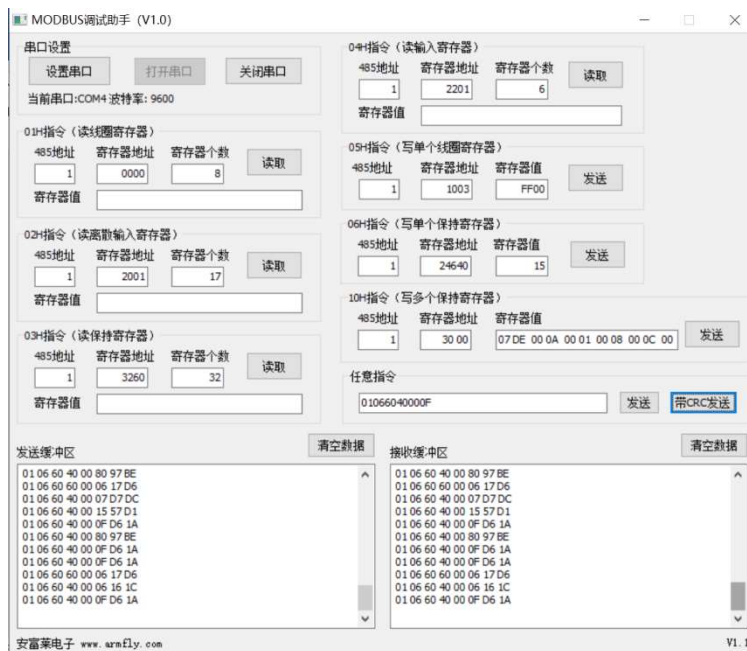 MODBUS调试助手（V1.0）
串口设置
设置串口 打开串口 关闭串口
当前串口:COM4 波特率: 9600
01H指令（读线圈寄存器）
485地址 寄存器地址 寄存器个数
1 0000 8 读取
寄存器值
02H指令（读离散输入寄存器）
485地址 寄存器地址 寄存器个数
1 2001 17 读取
寄存器值
03H指令（读保持寄存器）
485地址 寄存器地址 寄存器个数
1 3260 32 读取
寄存器值
04H指令（读输入寄存器）
485地址 寄存器地址 寄存器个数
1 2201 6 读取
寄存器值
05H指令（写单个线圈寄存器）
485地址 寄存器地址 寄存器值
1 1003 FF00 发送
06H指令（写单个保持寄存器）
485地址 寄存器地址 寄存器值
1 24640 15 发送
10H指令（写多个保持寄存器）
485地址 寄存器地址 寄存器值
1 30 00 07 DE 00 0A 00 01 00 08 00 0C 00 发送
任意指令
01066040000F 发送 带CRC发送
发送缓冲区 清空数据
01 06 60 40 00 80 97 BE
01 06 60 60 00 06 17 D6
01 06 60 40 00 07 D7 DC
01 06 60 40 00 15 57 D1
01 06 60 40 00 0F D6 1A
01 06 60 40 00 80 97 BE
01 06 60 40 00 0F D6 1A
01 06 60 40 00 0F D6 1A
01 06 60 60 00 06 17 D6
01 06 60 40 00 06 16 1C
01 06 60 40 00 0F D6 1A
接收缓冲区 清空数据
01 06 60 40 00 80 97 BE
01 06 60 60 00 06 17 D6
01 06 60 40 00 07 D7 DC
01 06 60 40 00 15 57 D1
01 06 60 40 00 0F D6 1A
01 06 60 40 00 80 97 BE
01 06 60 40 00 0F D6 1A
01 06 60 40 00 0F D6 1A
01 06 60 60 00 06 17 D6
01 06 60 40 00 06 16 1C
01 06 60 40 00 0F D6 1A
安富莱电子 www.armfly.com
V1.1